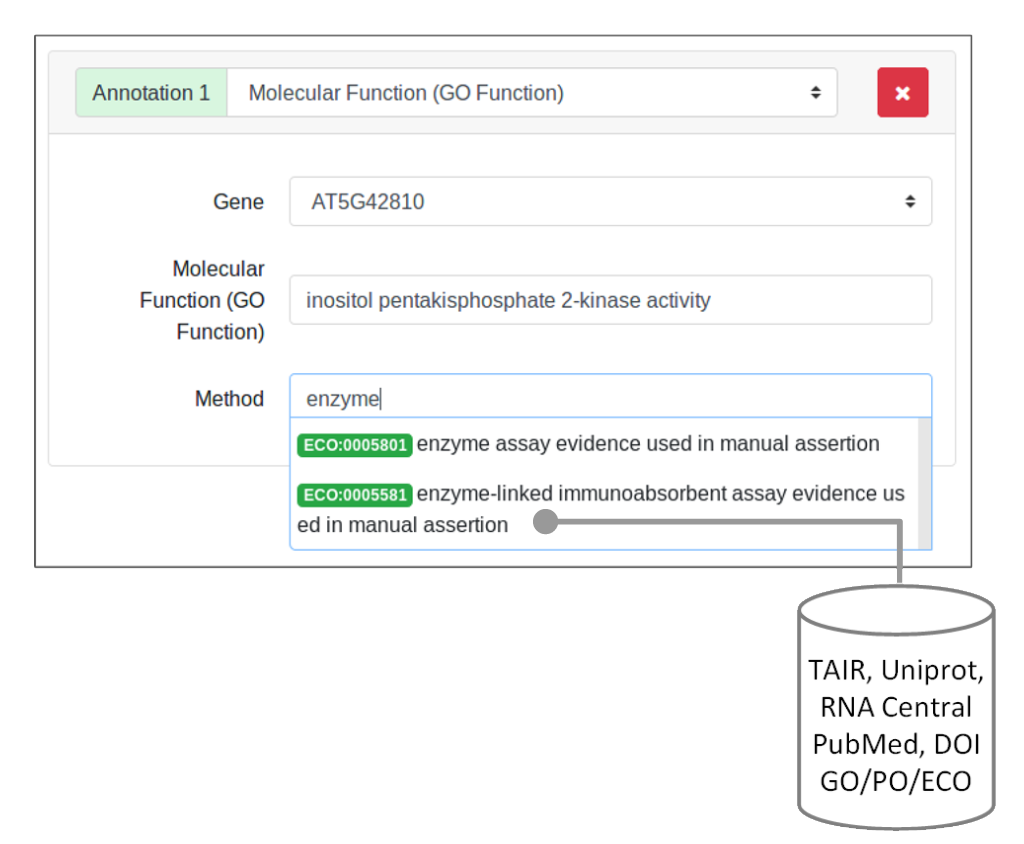 Annotation 1 Molecular Function (GO Function)
Gene AT5G42810
Molecular
Function (GO
Function)
inositol pentakisphosphate 2-kinase activity
Method enzyme
ECO:0005801 enzyme assay evidence used in manual assertion
ECO:0005581 enzyme-linked immunoabsorbent assay evidence us
ed in manual assertion
TAIR, Uniprot,
RNA Central
PubMed, DOI
GO/PO/ECO